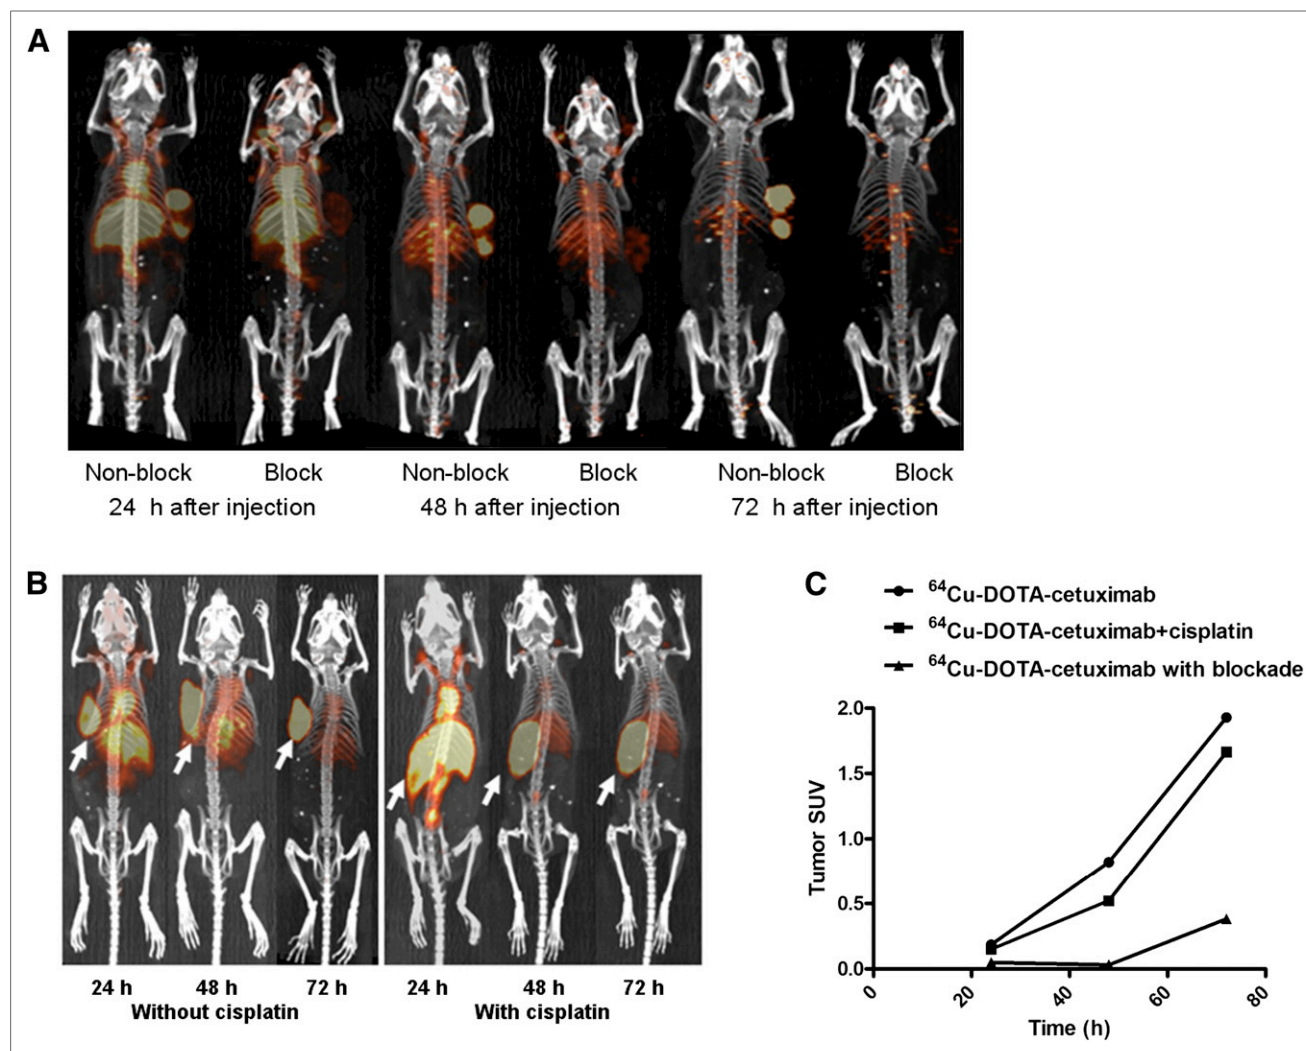 A
Non-block Block Non-block Block Non-block Block
24 h after injection 48 h after injection 72 h after injection
B
24 h 48 h 72 h 24 h 48 h 72 h
Without cisplatin With cisplatin
C
⁶⁴Cu-DOTA-cetuximab
⁶⁴Cu-DOTA-cetuximab+cisplatin
⁶⁴Cu-DOTA-cetuximab with blockade
Tumor SUV
2.0
1.5
1.0
0.5
0.0
0 20 40 60 80
Time (h)